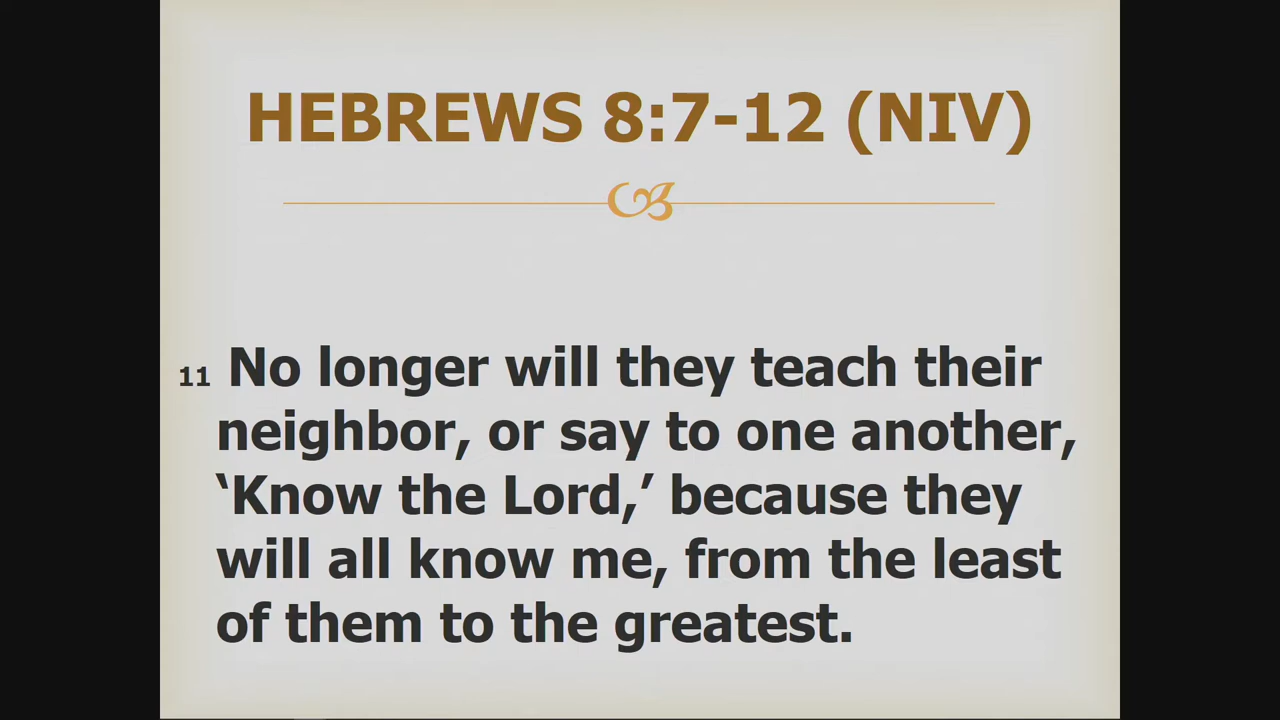 HEBREWS 8:7-12 (NIV)
11 No longer will they teach their
neighbor, or say to one another,
‘Know the Lord,’ because they
will all know me, from the least
of them to the greatest.